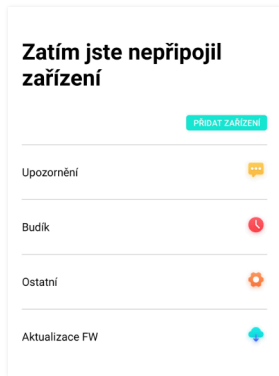 Zatím jste nepřipojil
zařízení
PŘIDAT ZAŘÍZENÍ
Upozornění
Budík
Ostatní
Aktualizace FW